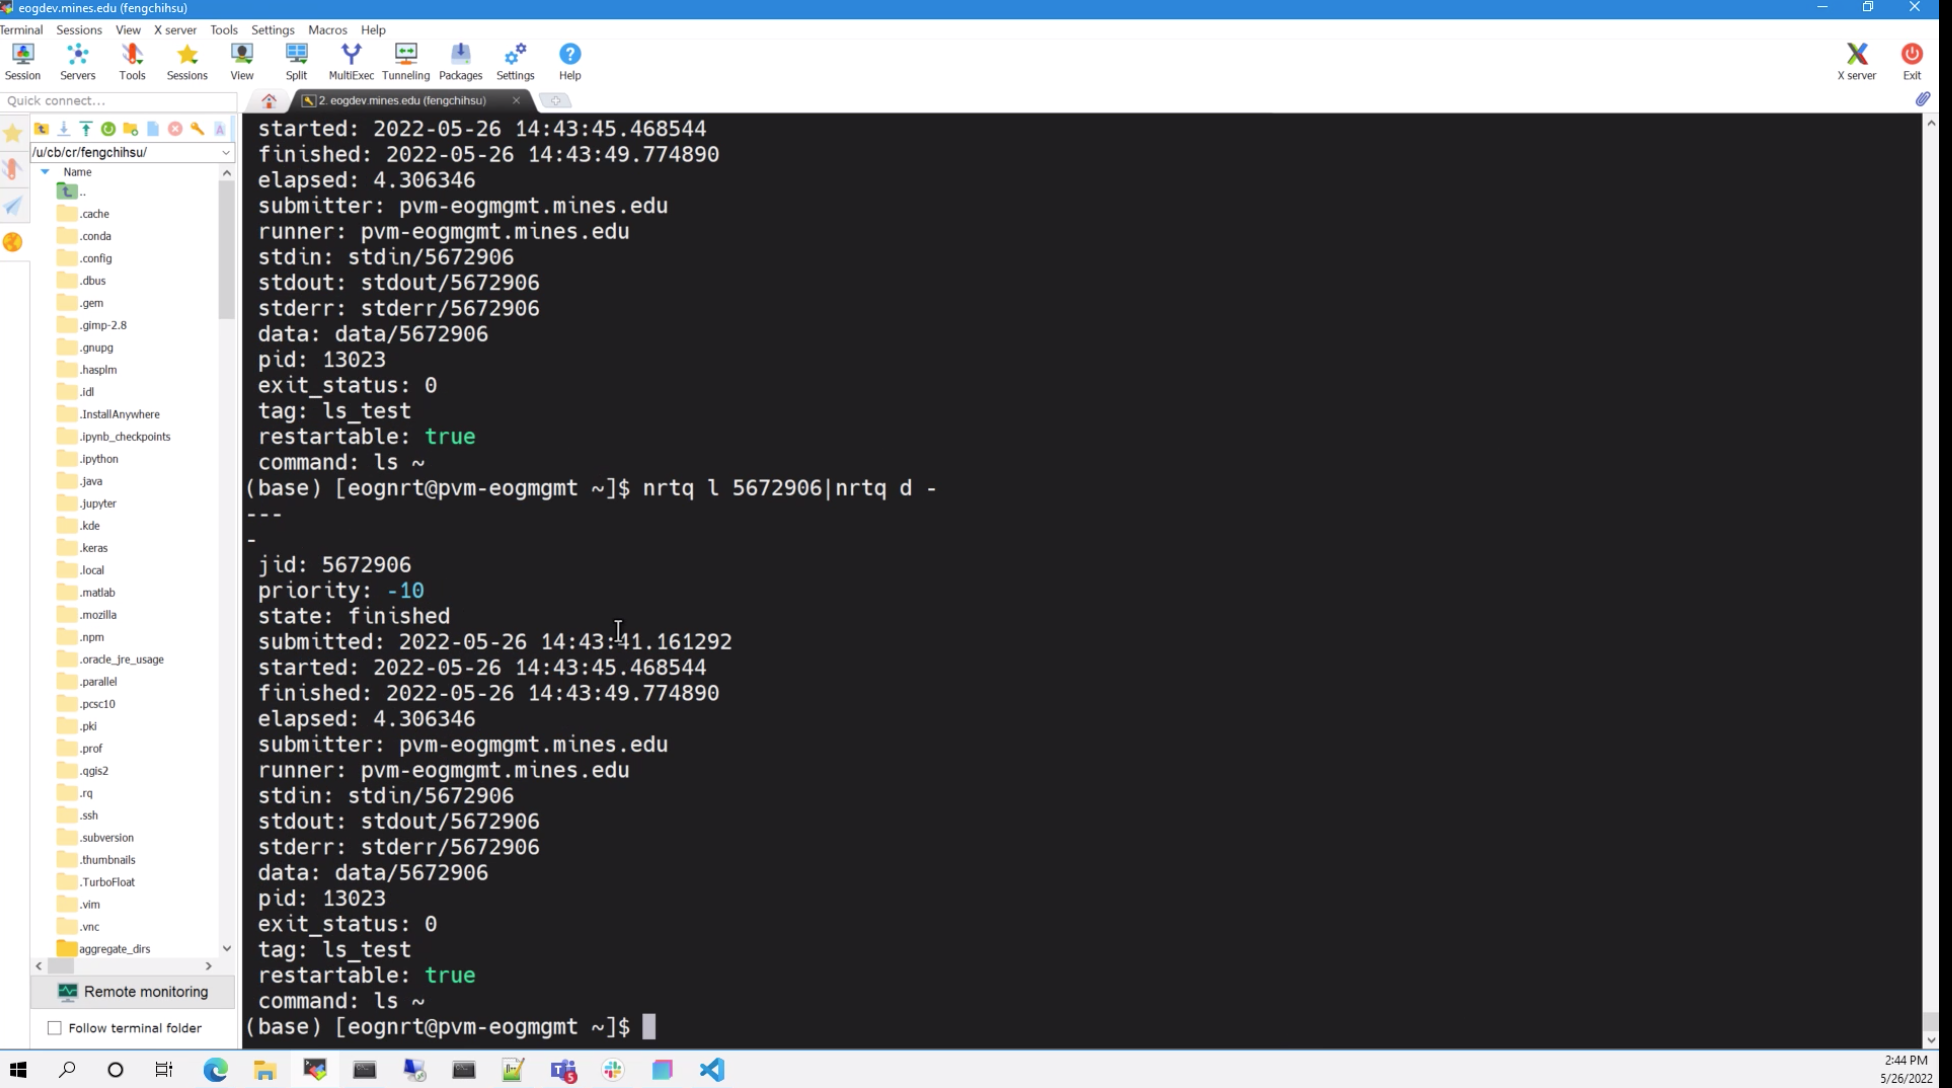 eogdev.mines.edu (fengchihsu)
Terminal Sessions View X server Tools Settings Macros Help
Session Servers Tools Sessions View Split MultiExec Tunneling Packages Settings Help X server Exit
Quick connect...
2. eogdev.mines.edu (fengchihsu)
/u/cb/cr/fengchihsu/
Name
..
.cache
.conda
.config
.dbus
.gem
.gimp-2.8
.gnupg
.hasplm
.idl
.InstallAnywhere
.ipynb_checkpoints
.ipython
.java
.jupyter
.kde
.keras
.local
.matlab
.mozilla
.npm
.oracle_jre_usage
.parallel
.pcsc10
.pki
.prof
.qgis2
.rq
.ssh
.subversion
.thumbnails
.TurboFloat
.vim
.vnc
aggregate_dirs
Remote monitoring
Follow terminal folder
started: 2022-05-26 14:43:45.468544
finished: 2022-05-26 14:43:49.774890
elapsed: 4.306346
submitter: pvm-eogmgmt.mines.edu
runner: pvm-eogmgmt.mines.edu
stdin: stdin/5672906
stdout: stdout/5672906
stderr: stderr/5672906
data: data/5672906
pid: 13023
exit_status: 0
tag: ls_test
restartable: true
command: ls ~
(base) [eognrt@pvm-eogmgmt ~]$ nrtq l 5672906|nrtq d -
---
-
jid: 5672906
priority: -10
state: finished
submitted: 2022-05-26 14:43:41.161292
started: 2022-05-26 14:43:45.468544
finished: 2022-05-26 14:43:49.774890
elapsed: 4.306346
submitter: pvm-eogmgmt.mines.edu
runner: pvm-eogmgmt.mines.edu
stdin: stdin/5672906
stdout: stdout/5672906
stderr: stderr/5672906
data: data/5672906
pid: 13023
exit_status: 0
tag: ls_test
restartable: true
command: ls ~
(base) [eognrt@pvm-eogmgmt ~]$
2:44 PM
5/26/2022